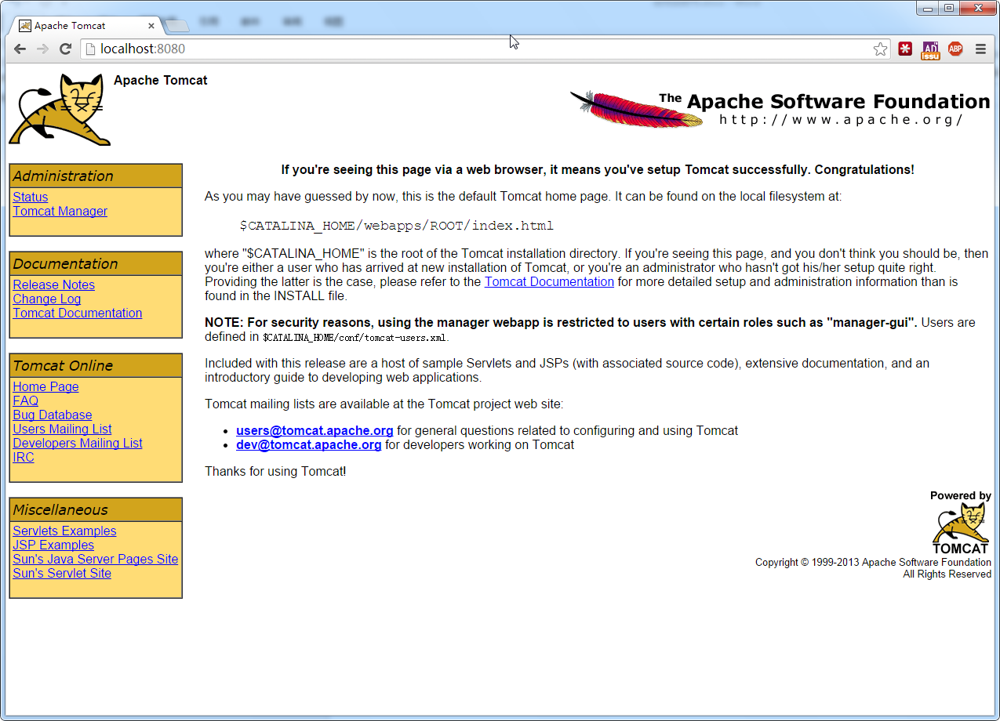 Apache Tomcat
localhost:8080
AD
issu
ABP
Apache Tomcat
The Apache Software Foundation
http://www.apache.org/
Administration
Status
Tomcat Manager
Documentation
Release Notes
Change Log
Tomcat Documentation
Tomcat Online
Home Page
FAQ
Bug Database
Users Mailing List
Developers Mailing List
IRC
Miscellaneous
Servlets Examples
JSP Examples
Sun's Java Server Pages Site
Sun's Servlet Site
If you're seeing this page via a web browser, it means you've setup Tomcat successfully. Congratulations!
As you may have guessed by now, this is the default Tomcat home page. It can be found on the local filesystem at:
$CATALINA_HOME/webapps/ROOT/index.html
where "$CATALINA_HOME" is the root of the Tomcat installation directory. If you're seeing this page, and you don't think you should be, then
you're either a user who has arrived at new installation of Tomcat, or you're an administrator who hasn't got his/her setup quite right.
Providing the latter is the case, please refer to the Tomcat Documentation for more detailed setup and administration information than is
found in the INSTALL file.
NOTE: For security reasons, using the manager webapp is restricted to users with certain roles such as "manager-gui". Users are
defined in $CATALINA_HOME/conf/tomcat-users.xml.
Included with this release are a host of sample Servlets and JSPs (with associated source code), extensive documentation, and an
introductory guide to developing web applications.
Tomcat mailing lists are available at the Tomcat project web site:
• users@tomcat.apache.org for general questions related to configuring and using Tomcat
• dev@tomcat.apache.org for developers working on Tomcat
Thanks for using Tomcat!
Powered by
TOMCAT
Copyright © 1999-2013 Apache Software Foundation
All Rights Reserved